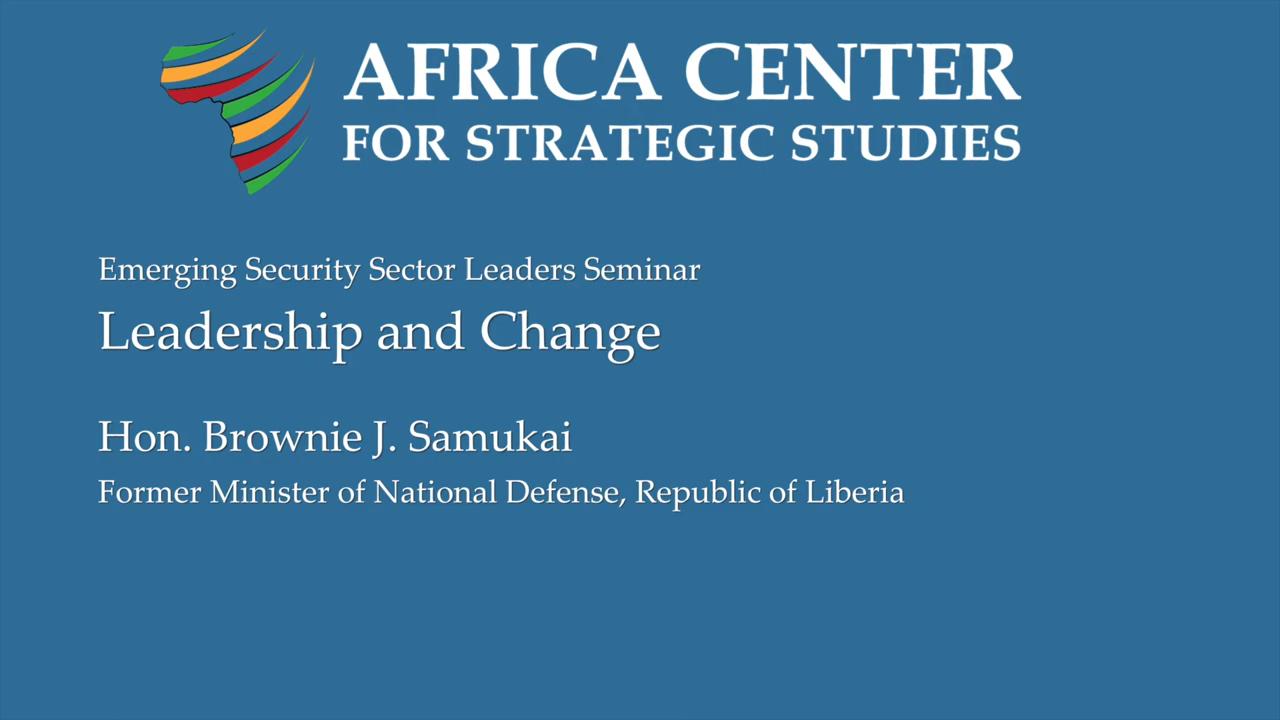 AFRICA CENTER
FOR STRATEGIC STUDIES
Emerging Security Sector Leaders Seminar
Leadership and Change
Hon. Brownie J. Samukai
Former Minister of National Defense, Republic of Liberia